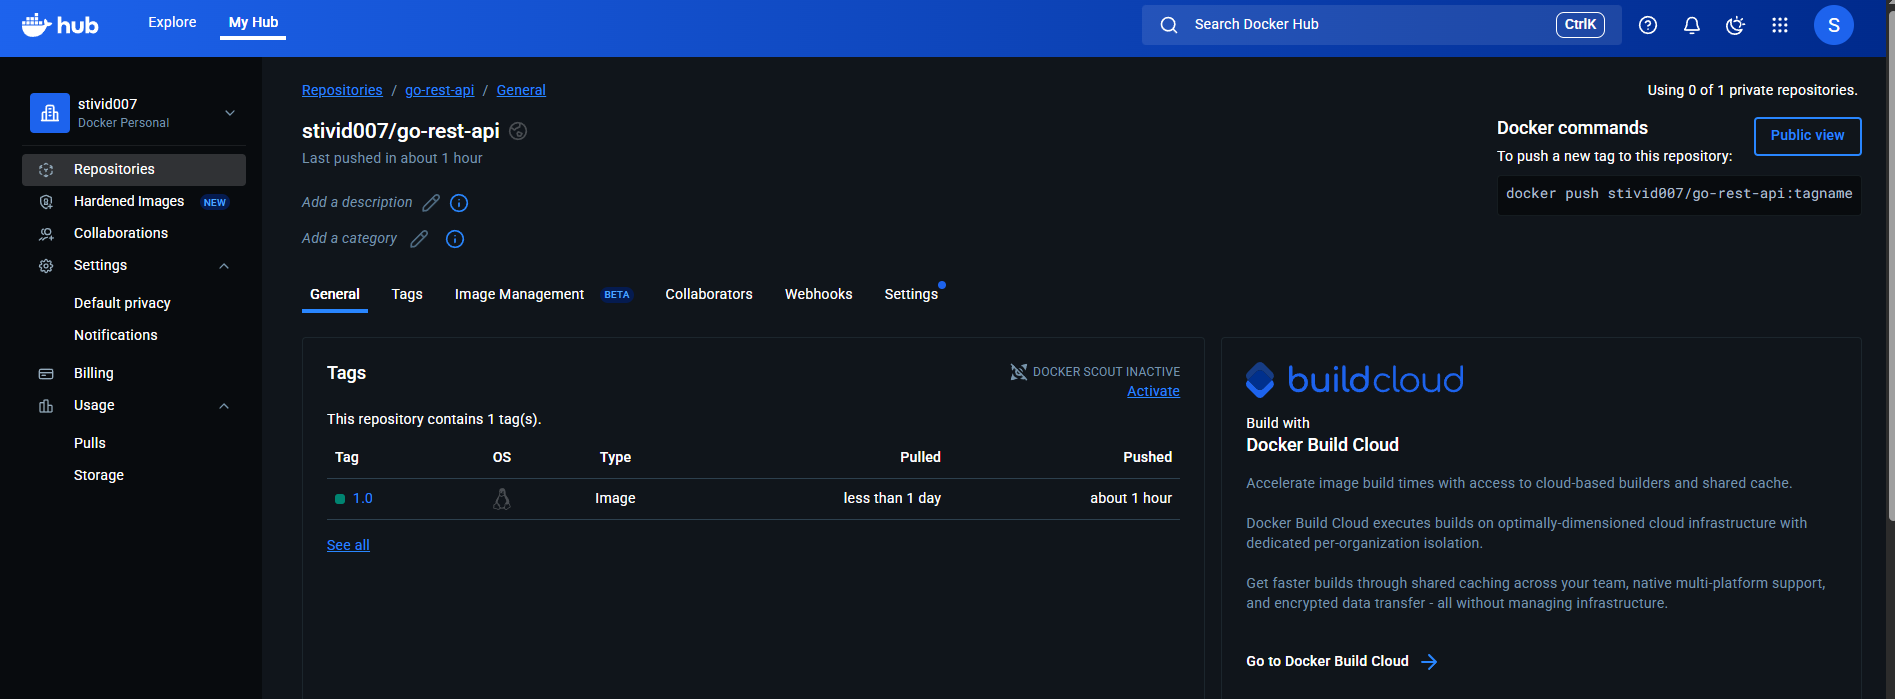 hub
Explore
My Hub
Search Docker Hub
CtrlK
S
stivid007
Docker Personal
Repositories
Hardened Images NEW
Collaborations
Settings
Default privacy
Notifications
Billing
Usage
Pulls
Storage
Repositories / go-rest-api / General
Using 0 of 1 private repositories.
stivid007/go-rest-api
Last pushed in about 1 hour
Add a description
Add a category
Docker commands
Public view
To push a new tag to this repository:
docker push stivid007/go-rest-api:tagname
General
Tags
Image Management BETA
Collaborators
Webhooks
Settings
Tags
DOCKER SCOUT INACTIVE
Activate
This repository contains 1 tag(s).
Tag OS Type Pulled Pushed
1.0 Image less than 1 day about 1 hour
See all
buildcloud
Build with
Docker Build Cloud
Accelerate image build times with access to cloud-based builders and shared cache.
Docker Build Cloud executes builds on optimally-dimensioned cloud infrastructure with
dedicated per-organization isolation.
Get faster builds through shared caching across your team, native multi-platform support,
and encrypted data transfer - all without managing infrastructure.
Go to Docker Build Cloud